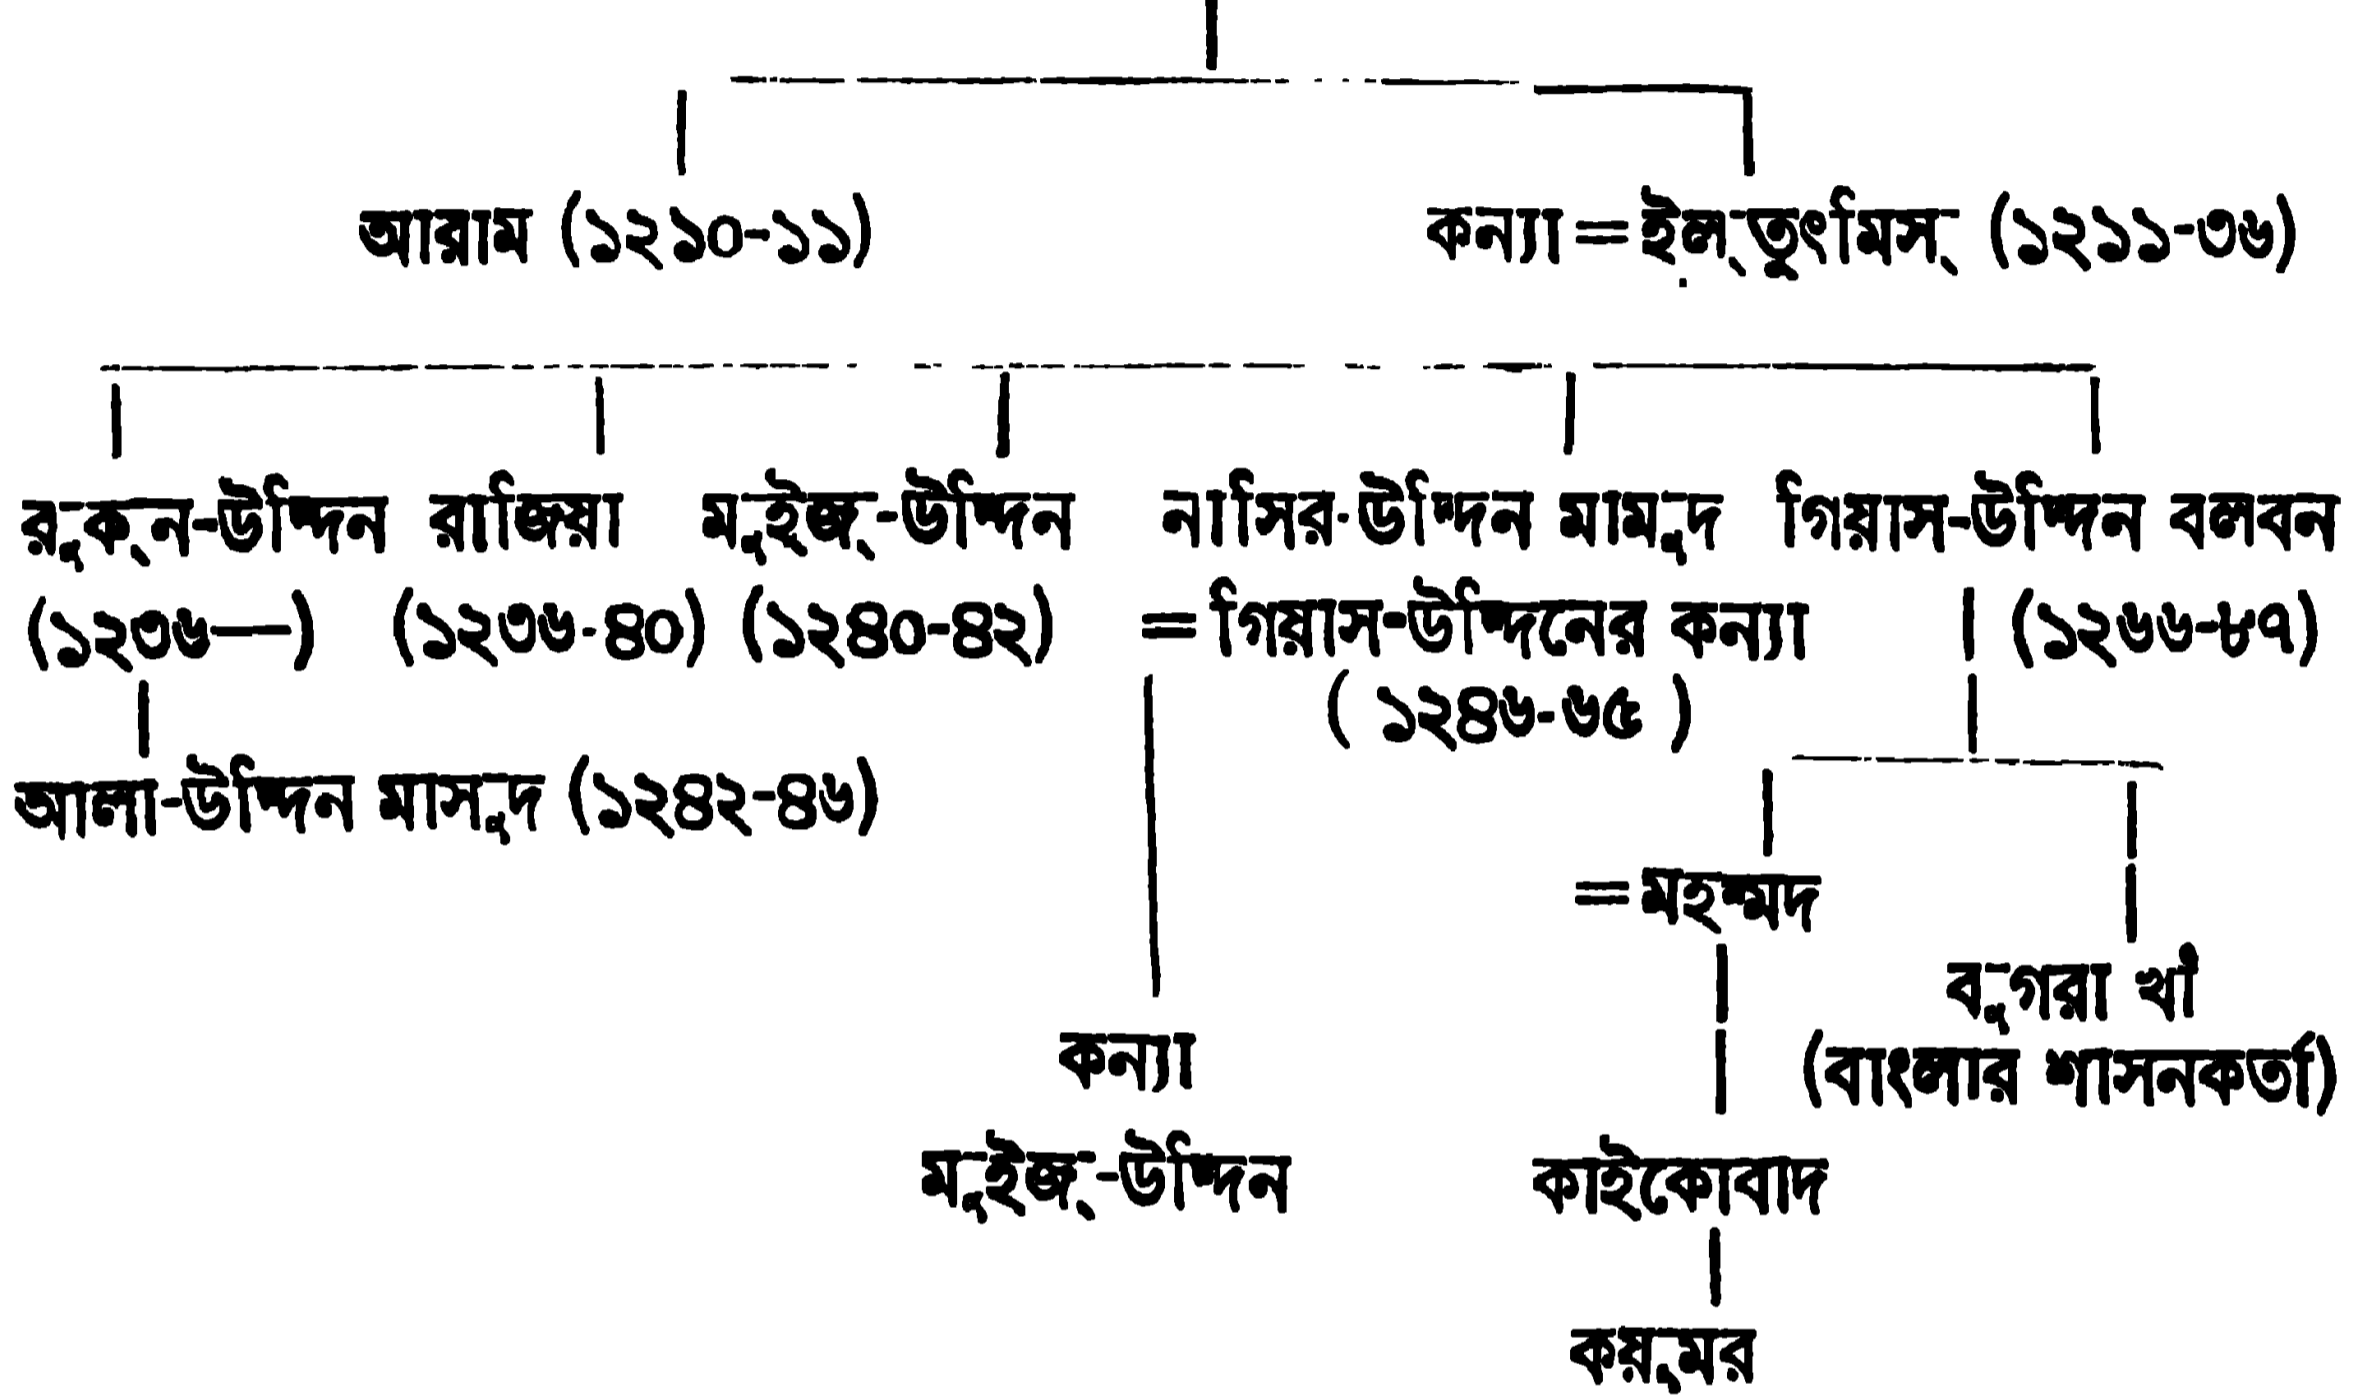 আরাম (১২১০-১১) কন্যা = ইল্‌তুৎমিস্‌ (১২১১-৩৬)
রুক্‌ন-উদ্দিন রাজিয়া মুইজ্‌-উদ্দিন নাসির-উদ্দিন মামুদ গিয়াস-উদ্দিন বলবন
(১২৩৬—) (১২৩৬-৪০) (১২৪০-৪২) = গিয়াস-উদ্দিনের কন্যা (১২৬৬-৮৭)
( ১২৪৬-৬৫ )
আলা-উদ্দিন মাসুদ (১২৪২-৪৬)
= মহম্মদ
বুগরা খাঁ
কন্যা (বাংলার শাসনকর্তা)
মুইজ্‌-উদ্দিন কাইকোবাদ
কয়ুমর